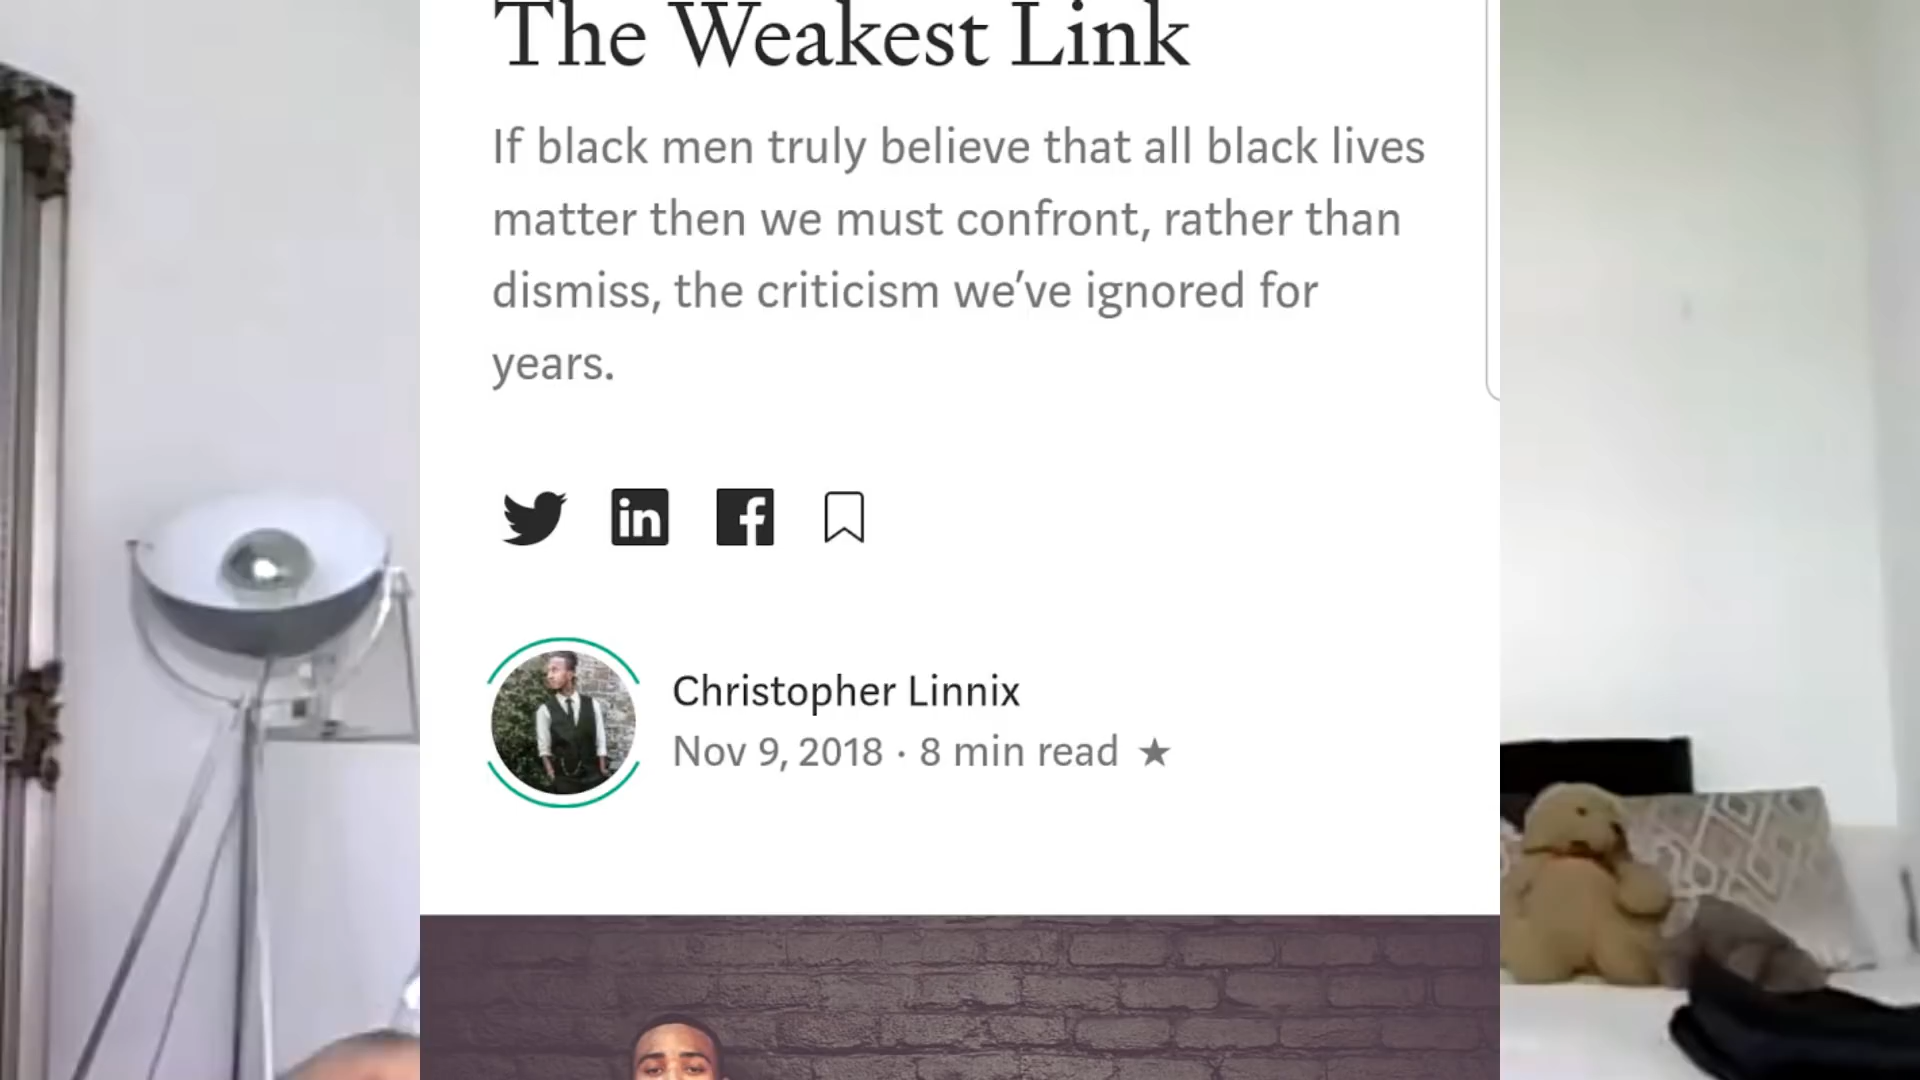 The Weakest Link
If black men truly believe that all black lives
matter then we must confront, rather than
dismiss, the criticism we’ve ignored for
years.
in
f
Christopher Linnix
Nov 9, 2018 · 8 min read ★